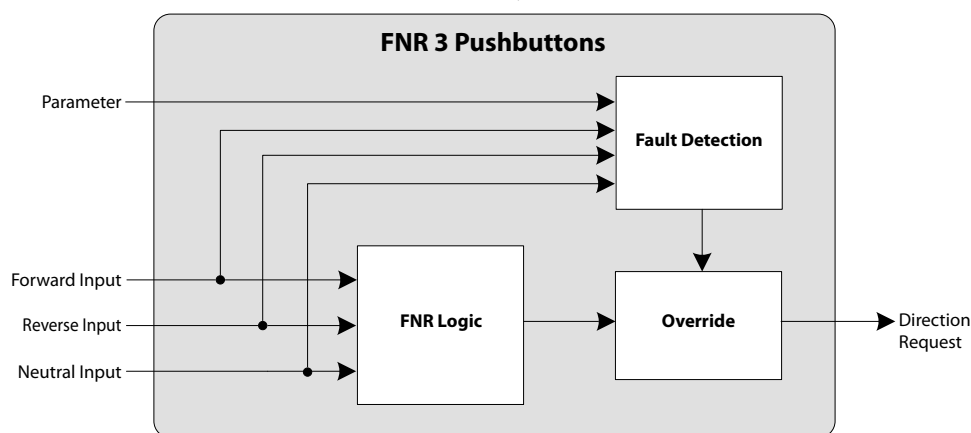 FNR 3 Pushbuttons
Parameter
Fault Detection
Forward Input
Reverse Input
Neutral Input
FNR Logic
Override
Direction
Request